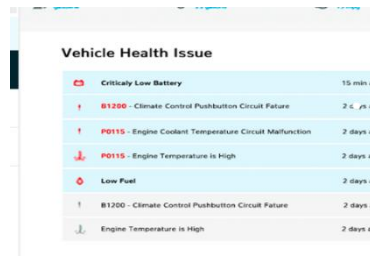 Vehicle Health Issue
Criticaly Low Battery 15 min
B1200 - Climate Control Pushbutton Circuit Fature 2
P0115 - Engine Coolant Temperature Circuit Malfunction 2 days
P0115 - Engine Temperature is High 2 days
Low Fuel 2 days
B1200 - Climate Control Pushbutton Circuit Fature 2 days
Engine Temperature is High 2 days